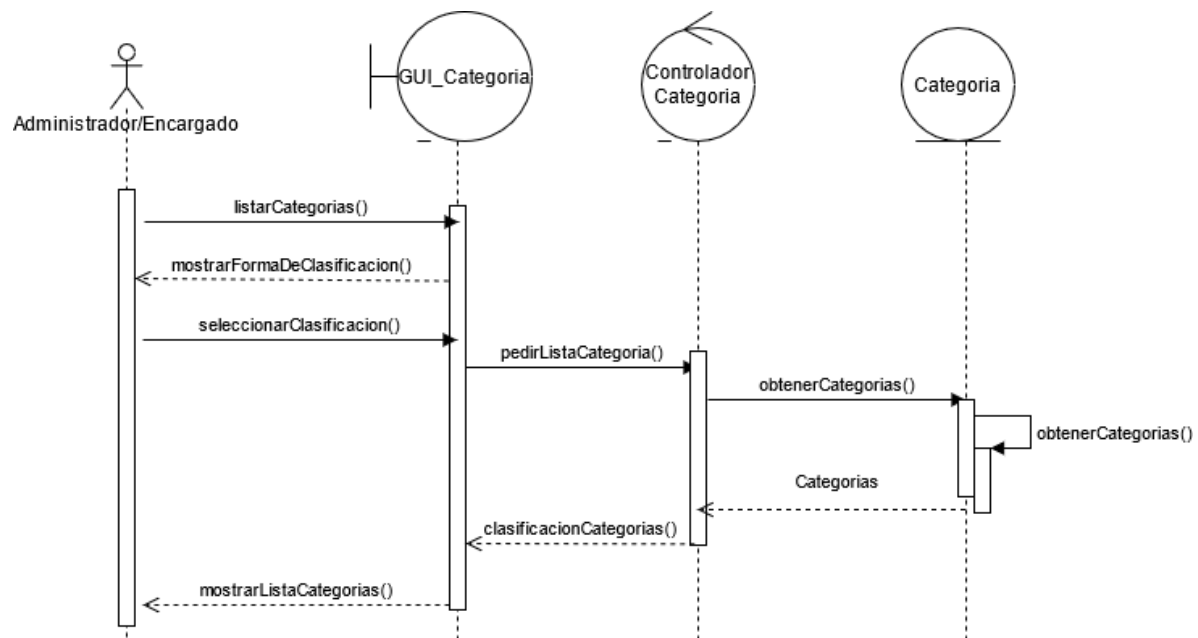 GUI_Categoria
Controlador
Categoria
Categoria
Administrador/Encargado
listarCategorias()
mostrarFormaDeClasificacion()
seleccionarClasificacion()
pedirListaCategoria()
obtenerCategorias()
obtenerCategorias()
Categorias
clasificacionCategorias()
mostrarListaCategorias()